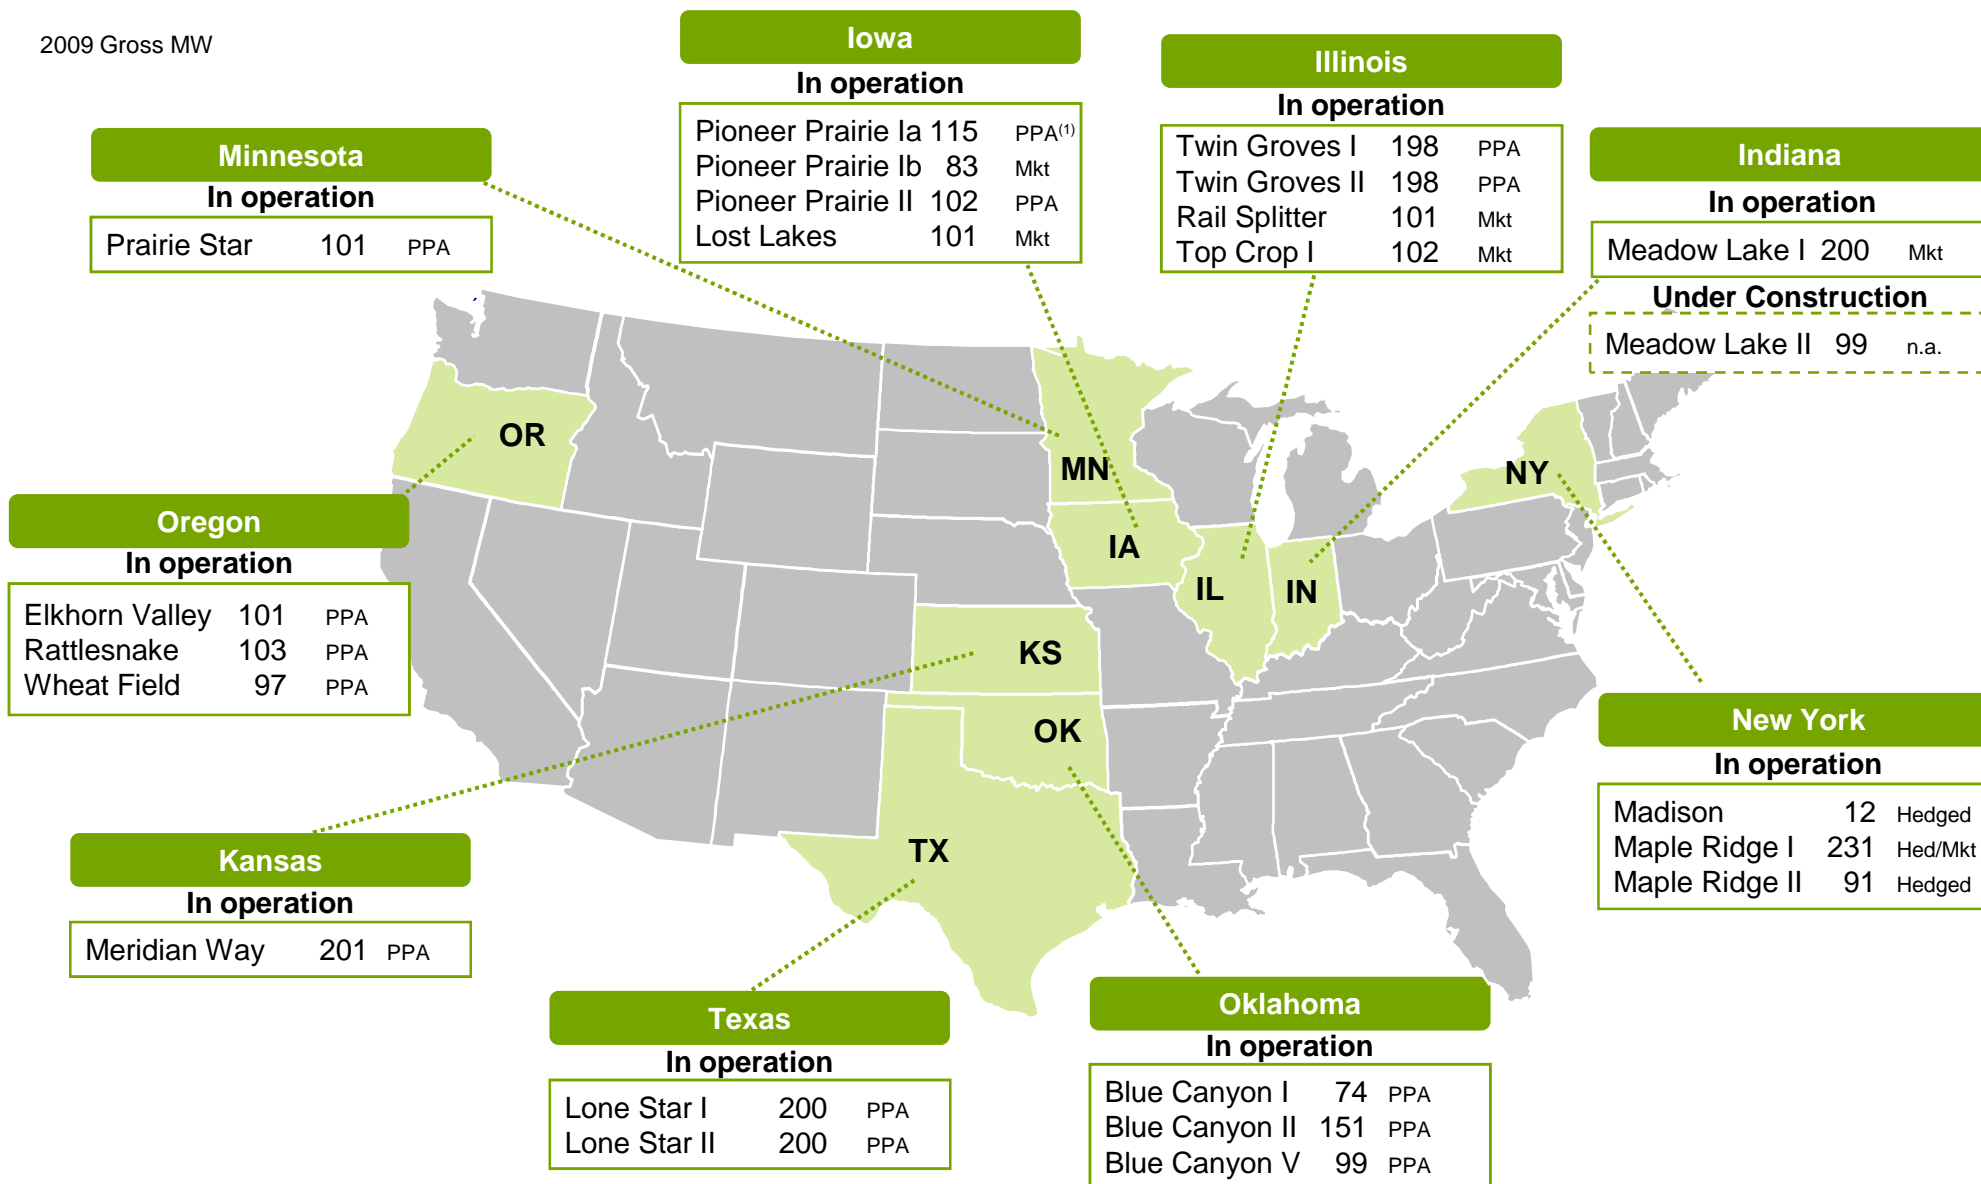 2009 Gross MW
Iowa
In operation
Pioneer Prairie Ia 115 PPA(1)
Pioneer Prairie Ib 83 Mkt
Pioneer Prairie II 102 PPA
Lost Lakes 101 Mkt
Illinois
In operation
Twin Groves I 198 PPA
Twin Groves II 198 PPA
Rail Splitter 101 Mkt
Top Crop I 102 Mkt
Minnesota
In operation
Prairie Star 101 PPA
Indiana
In operation
Meadow Lake I 200 Mkt
Under Construction
Meadow Lake II 99 n.a.
OR
MN
NY
IA
IL
IN
KS
OK
TX
Oregon
In operation
Elkhorn Valley 101 PPA
Rattlesnake 103 PPA
Wheat Field 97 PPA
New York
In operation
Madison 12 Hedged
Maple Ridge I 231 Hed/Mkt
Maple Ridge II 91 Hedged
Kansas
In operation
Meridian Way 201 PPA
Texas
In operation
Lone Star I 200 PPA
Lone Star II 200 PPA
Oklahoma
In operation
Blue Canyon I 74 PPA
Blue Canyon II 151 PPA
Blue Canyon V 99 PPA